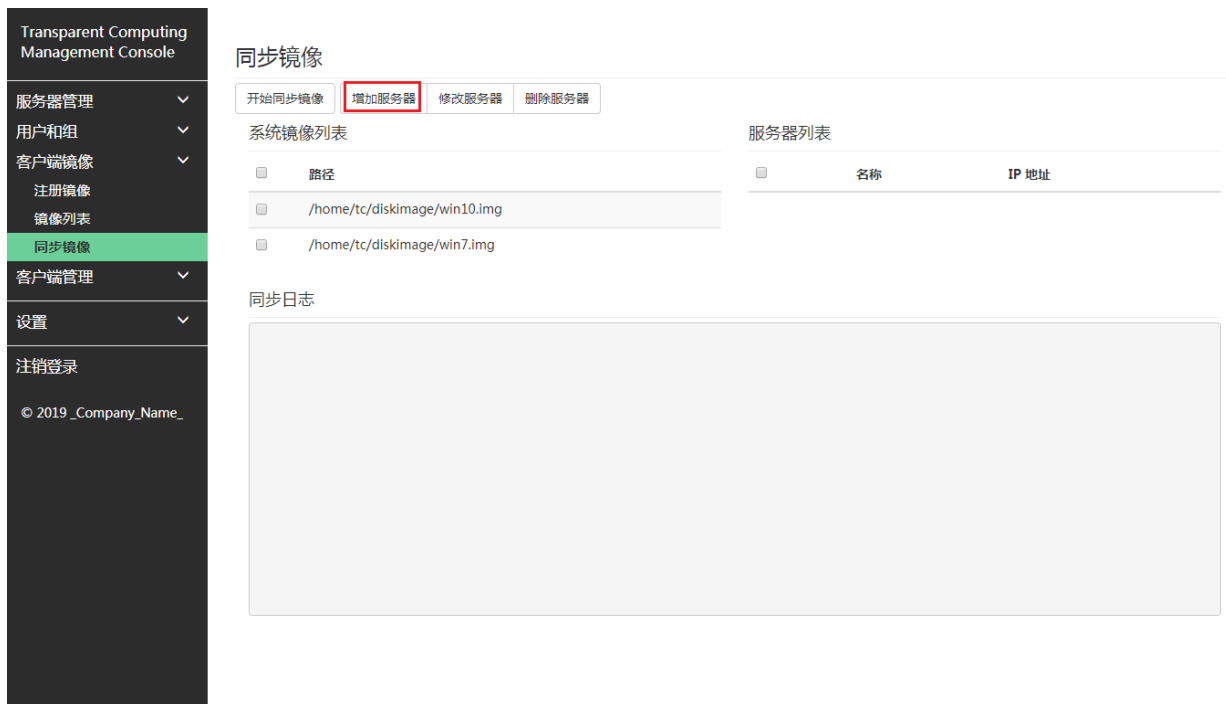 Transparent Computing
Management Console
服务器管理
用户和组
客户端镜像
注册镜像
镜像列表
同步镜像
客户端管理
设置
注销登录
© 2019 _Company_Name_
同步镜像
开始同步镜像 增加服务器 修改服务器 删除服务器
系统镜像列表
路径
/home/tc/diskimage/win10.img
/home/tc/diskimage/win7.img
服务器列表
名称 IP 地址
同步日志